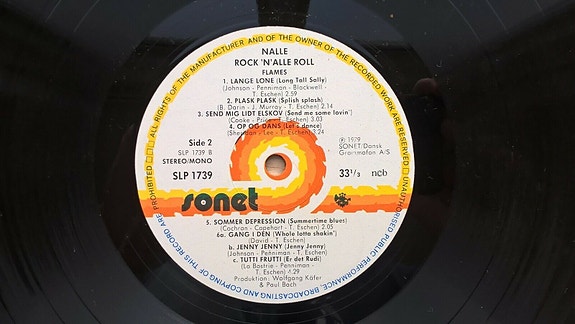 ALL RIGHTS OF THE MANUFACTURER AND OF THE OWNER OF THE RECORDED WORK ARE RESERVED
UNAUTHORISED PUBLIC PERFORMANCE, BROADCASTING AND COPYING OF THIS RECORD ARE PROHIBITED
NALLE
ROCK 'N' ALLE ROLL
FLAMES
1. LANGE LONE (Long Tall Sally)
(Johnson - Penniman - Blackwell -
T. Eschen) 2.59
2. PLASK PLASK (Splish splash)
(B. Darin - J. Murray - T. Eschen) 2.14
3. SEND MIG LIDT ELSKOV (Send me some lovin')
(Cooke - Price - T. Eschen) 3.03
4. OP OG DANS (Let's dance)
(Sheldon - Lee - T. Eschen) 3.24
Side 2
SLP 1739 B
STEREO/MONO
SLP 1739
℗ 1979
SONET/Dansk
Grammofon A/S
33 1/3 ncb
sonet
5. SOMMER DEPRESSION (Summertime blues)
(Cochran - Capehart - T. Eschen) 2.05
6a. GANG I DEN (Whole lotta shakin')
(David - T. Eschen)
b. JENNY JENNY (Jenny Jenny)
(Johnson - Penniman - T. Eschen)
c. TUTTI FRUTTI (Er det Rudi)
(La Bostrie - Penniman -
T. Eschen) 4.29
Produktion: Wolfgang Käfer
& Paul Bach